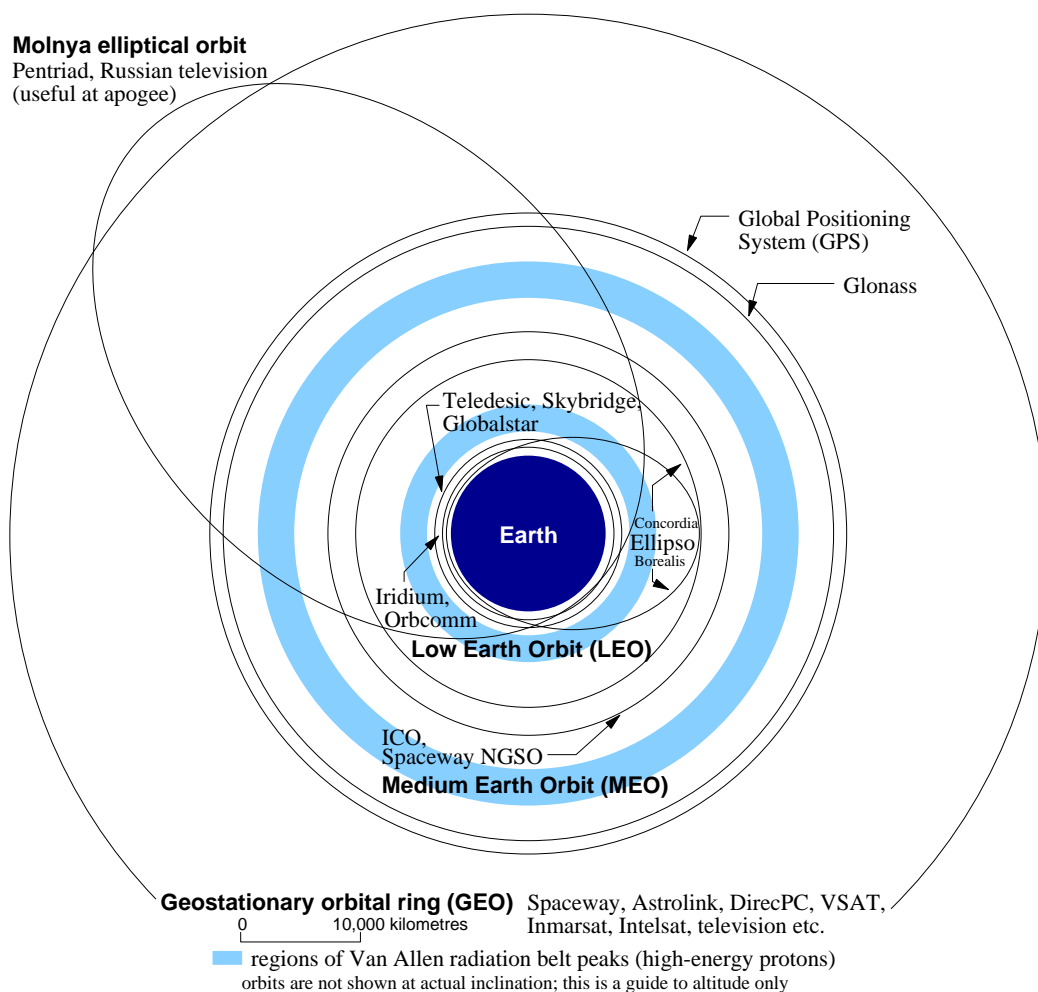 Molnya elliptical orbit
Pentriad, Russian television
(useful at apogee)
Global Positioning
System (GPS)
Glonass
Teledesic, Skybridge,
Globalstar
Concordia
Ellipso
Borealis
Earth
Iridium,
Orbcomm
Low Earth Orbit (LEO)
ICO,
Spaceway NGSO
Medium Earth Orbit (MEO)
Geostationary orbital ring (GEO)
Spaceway, Astrolink, DirecPC, VSAT,
Inmarsat, Intelsat, television etc.
0 10,000 kilometres
regions of Van Allen radiation belt peaks (high-energy protons)
orbits are not shown at actual inclination; this is a guide to altitude only